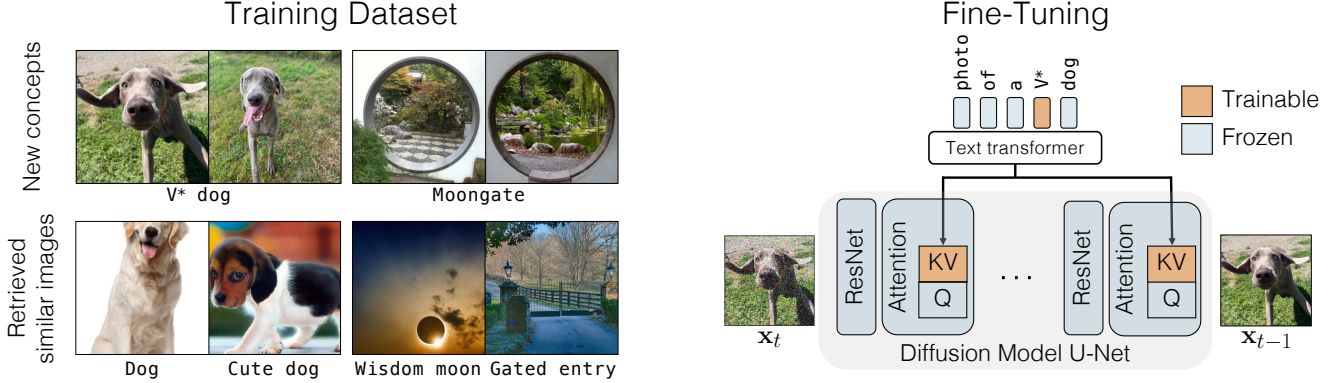 Training Dataset
New concepts
V* dog
Moongate
Retrieved
similar images
Dog
Cute dog
Wisdom moon
Gated entry
Fine-Tuning
photo
of
a
V*
dog
Trainable
Frozen
Text transformer
ResNet
Attention
KV
Q
...
ResNet
Attention
KV
Q
x_t
x_{t−1}
Diffusion Model U-Net